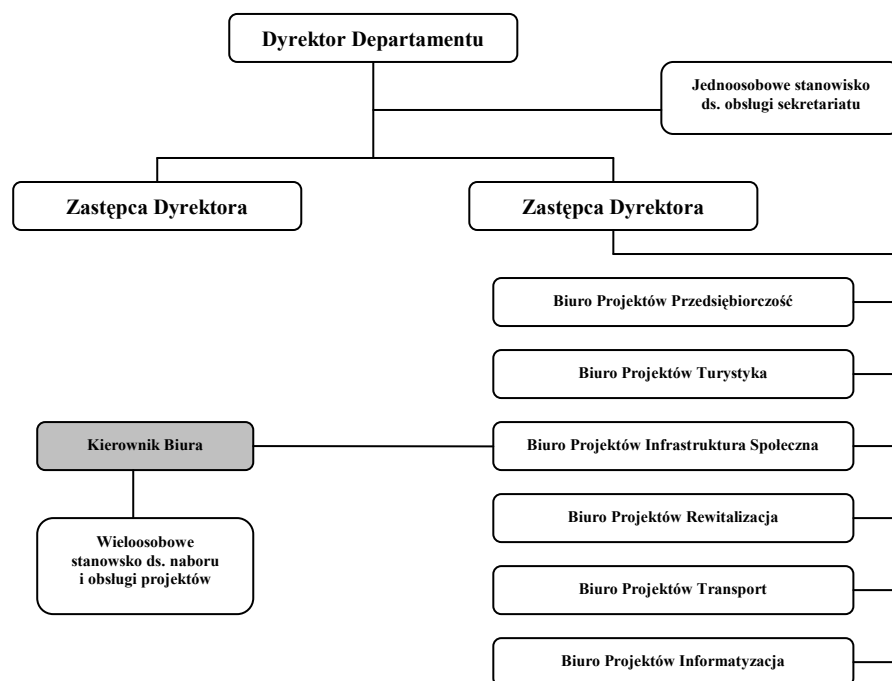 Dyrektor Departamentu
Jednoosobowe stanowisko
ds. obsługi sekretariatu
Zastępca Dyrektora
Zastępca Dyrektora
Biuro Projektów Przedsiębiorczość
Biuro Projektów Turystyka
Kierownik Biura
Biuro Projektów Infrastruktura Społeczna
Wieloosobowe
stanowsko ds. naboru
i obsługi projektów
Biuro Projektów Rewitalizacja
Biuro Projektów Transport
Biuro Projektów Informatyzacja